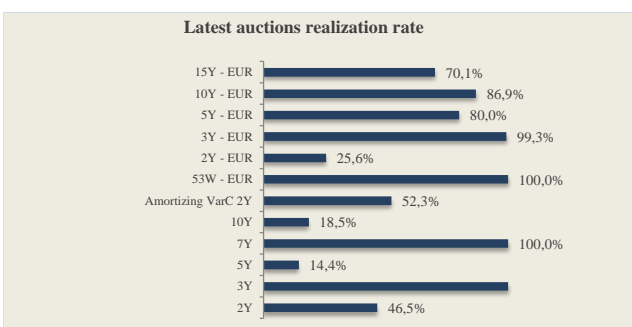 Latest auctions realization rate
15Y - EUR 70,1%
10Y - EUR 86,9%
5Y - EUR 80,0%
3Y - EUR 99,3%
2Y - EUR 25,6%
53W - EUR 100,0%
Amortizing VarC 2Y 52,3%
10Y 18,5%
7Y 100,0%
5Y 14,4%
3Y
2Y 46,5%